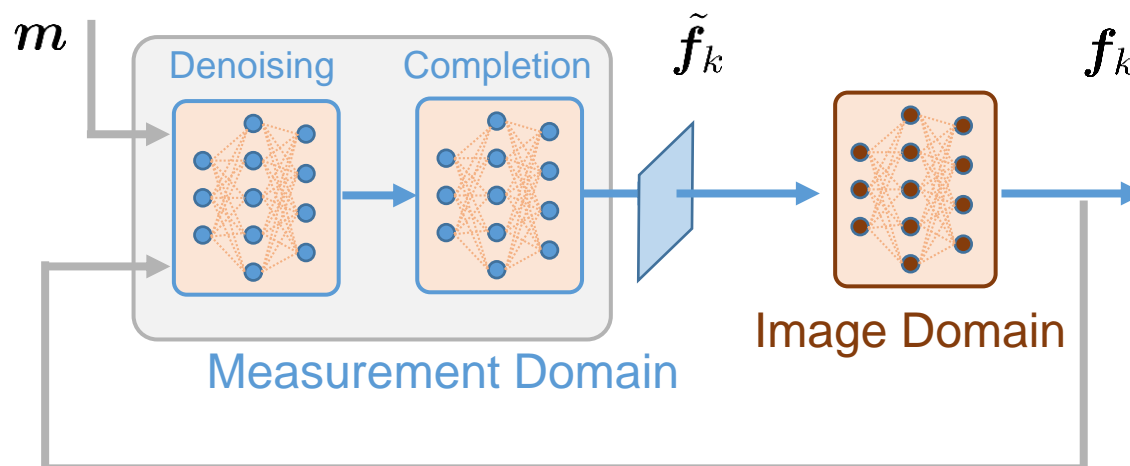 m
Denoising
Completion
f̃ₖ
fₖ
Image Domain
Measurement Domain